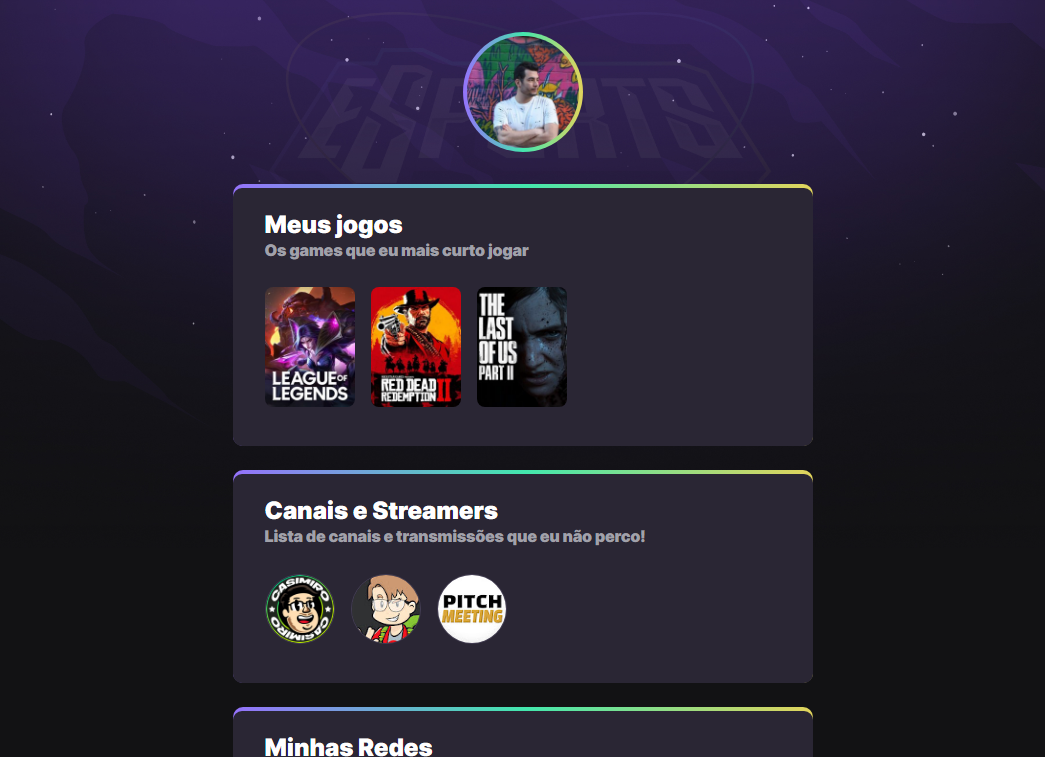 ESPORTS
Meus jogos
Os games que eu mais curto jogar
LEAGUE OF
LEGENDS
RED DEAD
REDEMPTION II
THE
LAST
OF US
PART II
Canais e Streamers
Lista de canais e transmissões que eu não perco!
CASIMIRO
CASIMIRO
PITCH
MEETING
Minhas Redes